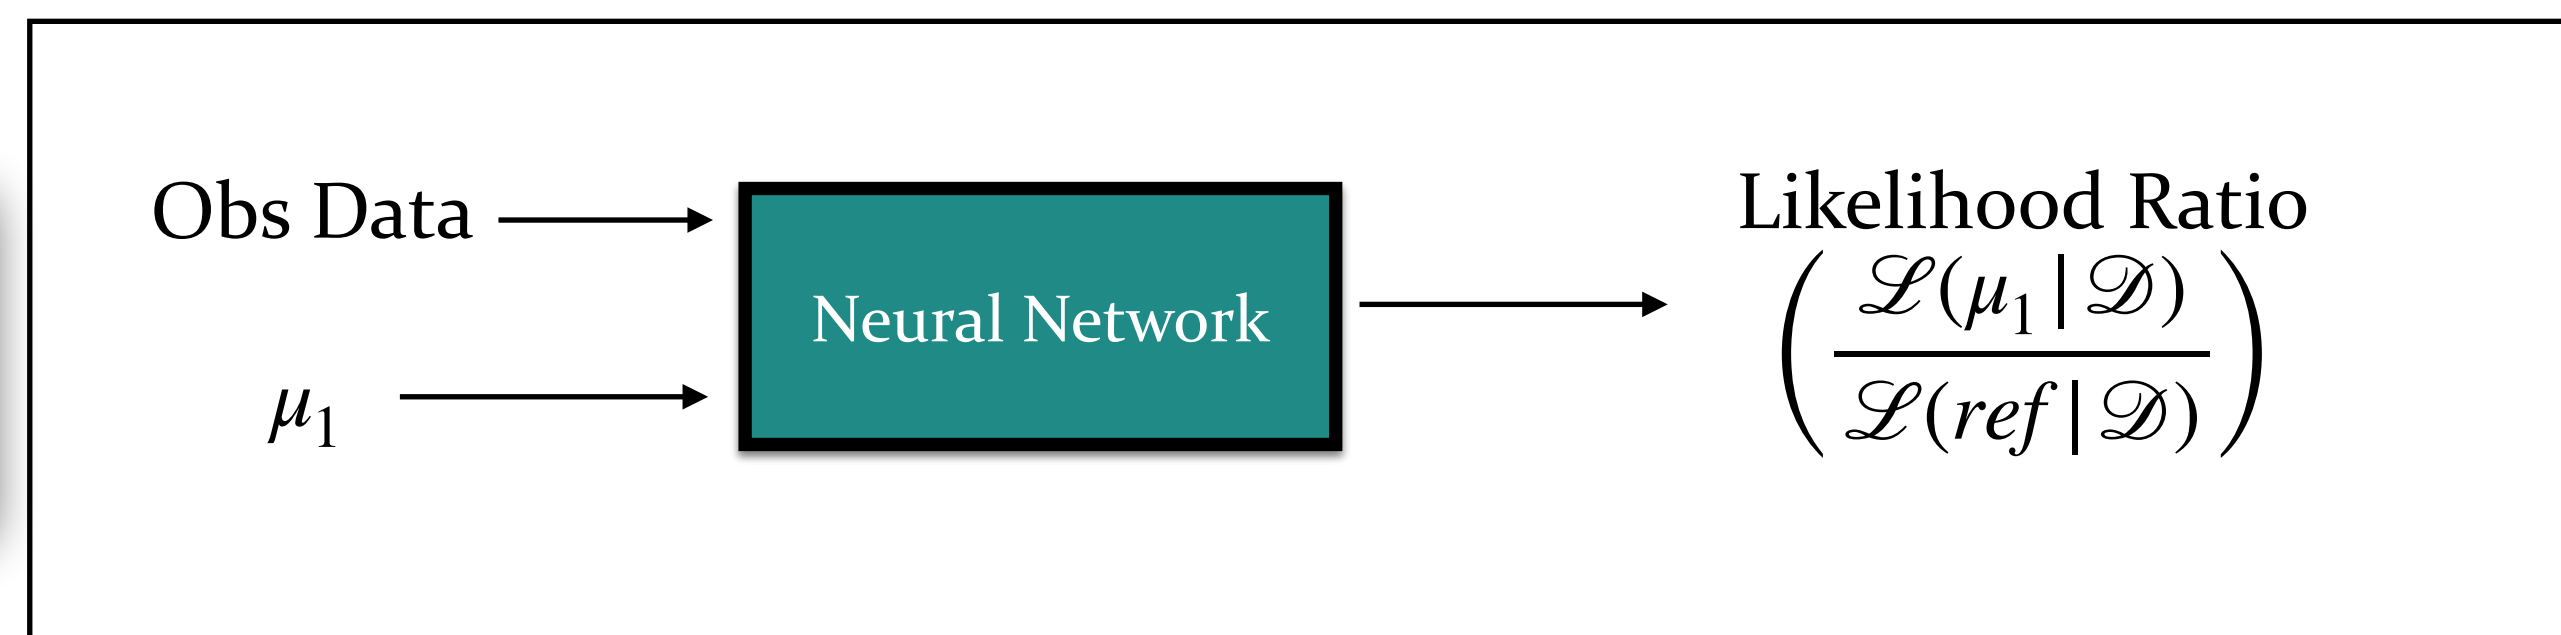 Obs Data
μ₁
Neural Network
Likelihood Ratio
( ℒ(μ₁ | 𝒟) / ℒ(ref | 𝒟) )